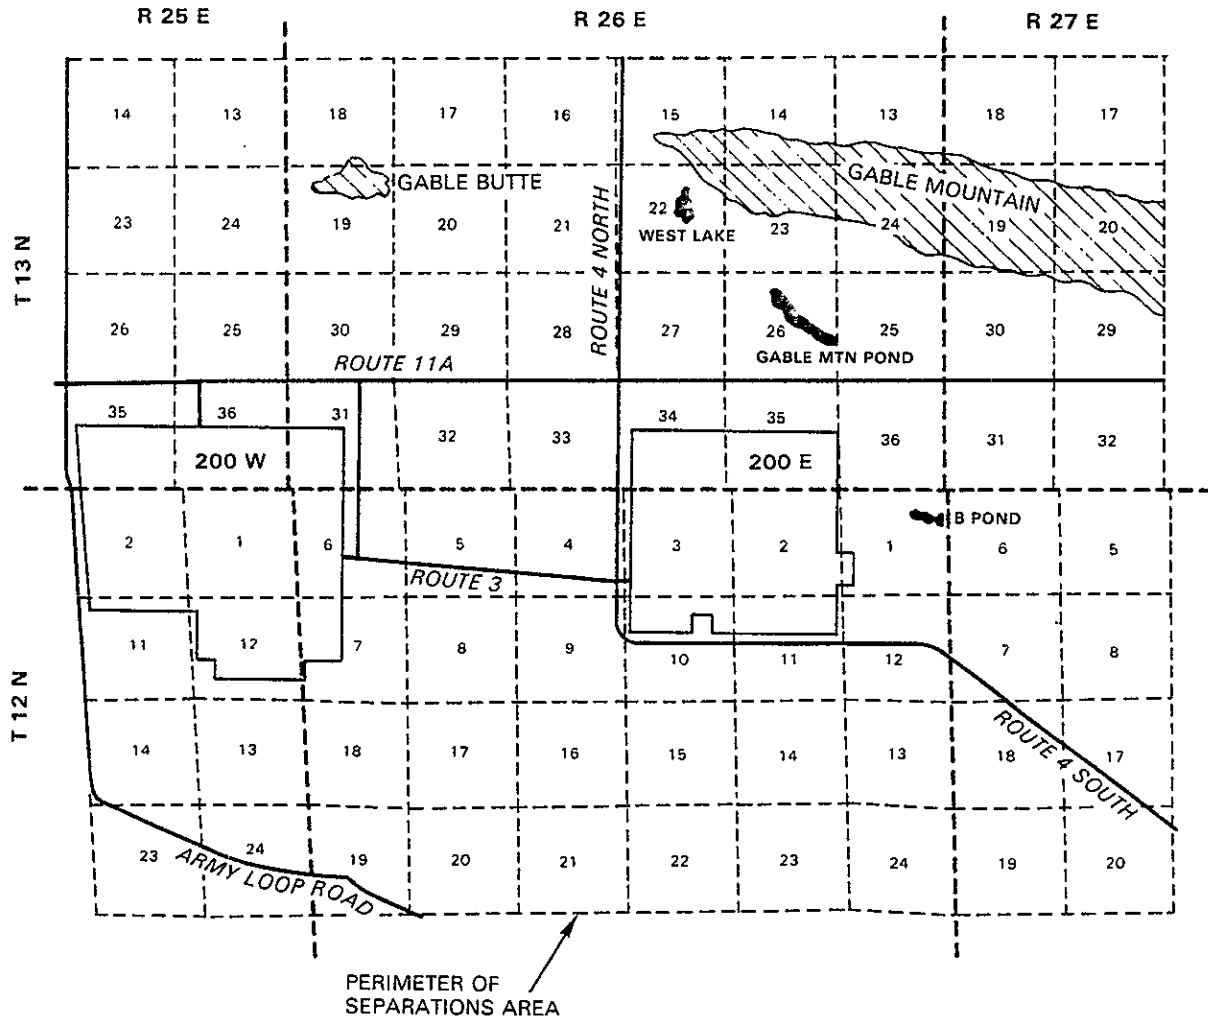 R 25 E R 26 E R 27 E
14 13 18 17 16 15 14 13 18 17
GABLE BUTTE GABLE MOUNTAIN
23 24 19 20 21 22 23 24 19 20
WEST LAKE
T 13 N
ROUTE 4 NORTH
26 25 30 29 28 27 26 25 30 29
ROUTE 11A GABLE MTN POND
35 36 31 32 33 34 35 36 31 32
200 W 200 E
B POND
2 1 6 5 4 3 2 1 6 5
ROUTE 3
11 12 7 8 9 10 11 12 7 8
T 12 N
14 13 18 17 16 15 14 13 18 17
ROUTE 4 SOUTH
23 24 19 20 21 22 23 24 19 20
ARMY LOOP ROAD
PERIMETER OF
SEPARATIONS AREA